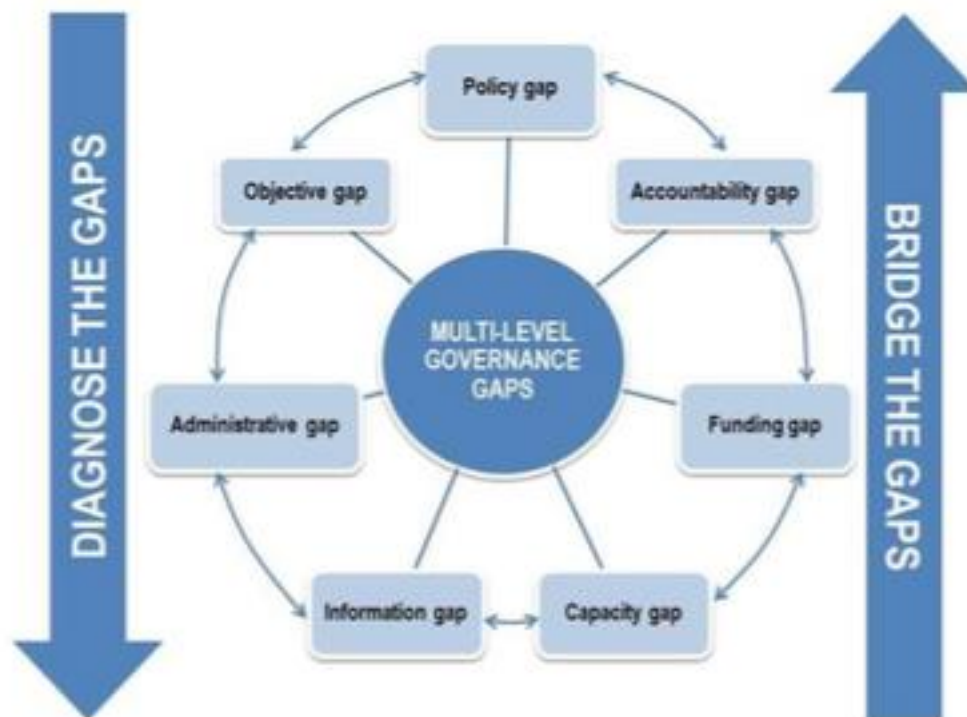 DIAGNOSE THE GAPS
Policy gap
Objective gap
Accountability gap
MULTI-LEVEL
GOVERNANCE
GAPS
Administrative gap
Funding gap
Information gap
Capacity gap
BRIDGE THE GAPS